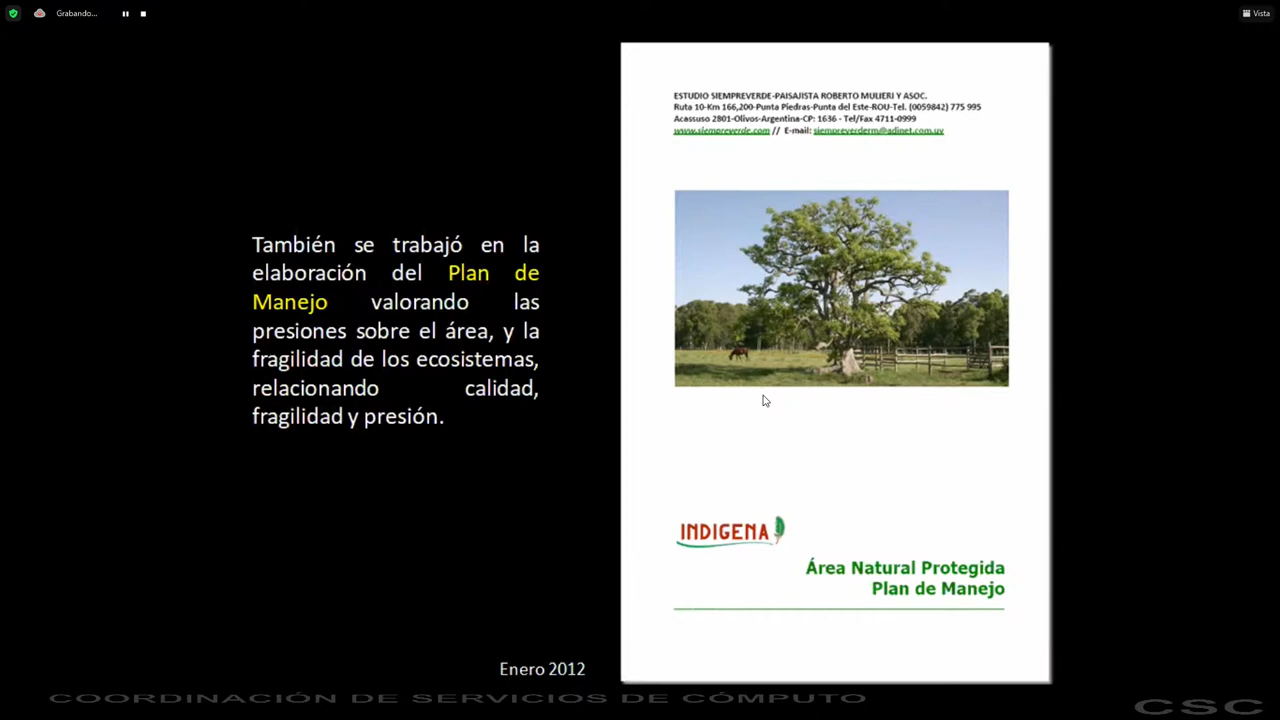 Grabando...
Vista
ESTUDIO SIEMPREVERDE-PAISAJISTA ROBERTO MULIERI Y ASOC.
Ruta 10-Km 166,200-Punta Piedras-Punta del Este-ROU-Tel. (0059842) 775 995
Acassuso 2801-Olivos-Argentina-CP: 1636 - Tel/Fax 4711-0999
www.siempreverde.com // E-mail: siempreverderm@adinet.com.uy
También se trabajó en la
elaboración del Plan de
Manejo valorando las
presiones sobre el área, y la
fragilidad de los ecosistemas,
relacionando calidad,
fragilidad y presión.
INDIGENA
Área Natural Protegida
Plan de Manejo
Enero 2012
COORDINACIÓN DE SERVICIOS DE CÓMPUTO
CSC